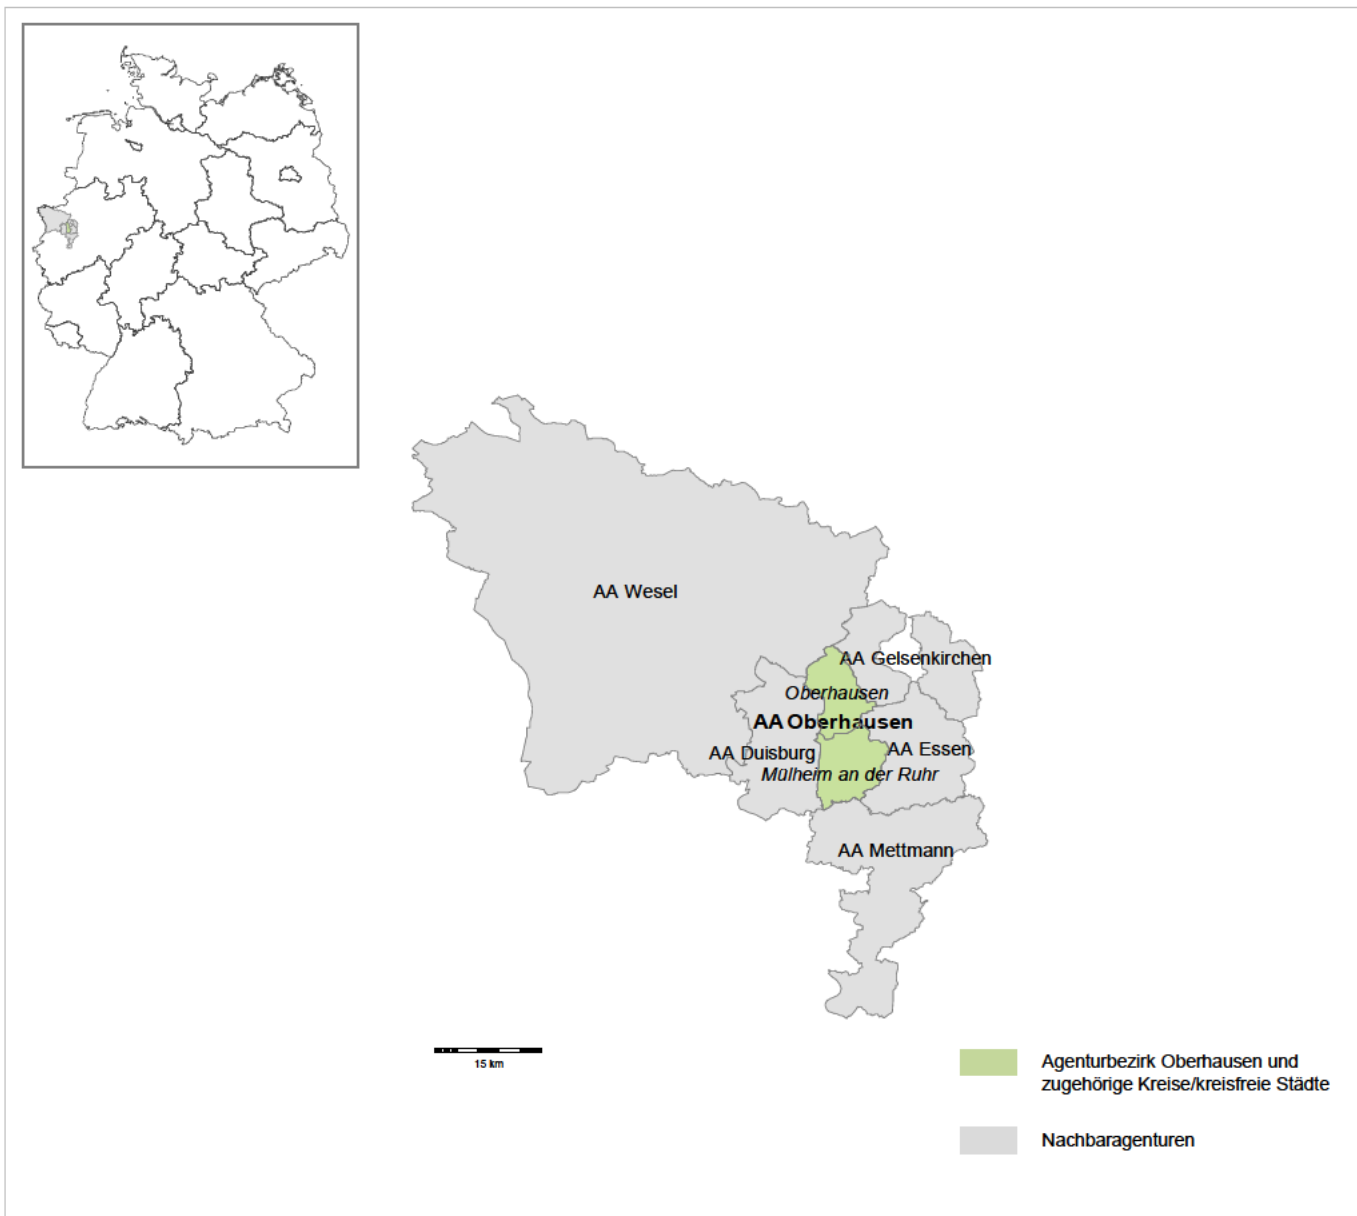 AA Wesel
AA Gelsenkirchen
Oberhausen
AA Oberhausen
AA Duisburg
AA Essen
Mülheim an der Ruhr
AA Mettmann
15 km
Agenturbezirk Oberhausen und
zugehörige Kreise/kreisfreie Städte
Nachbaragenturen